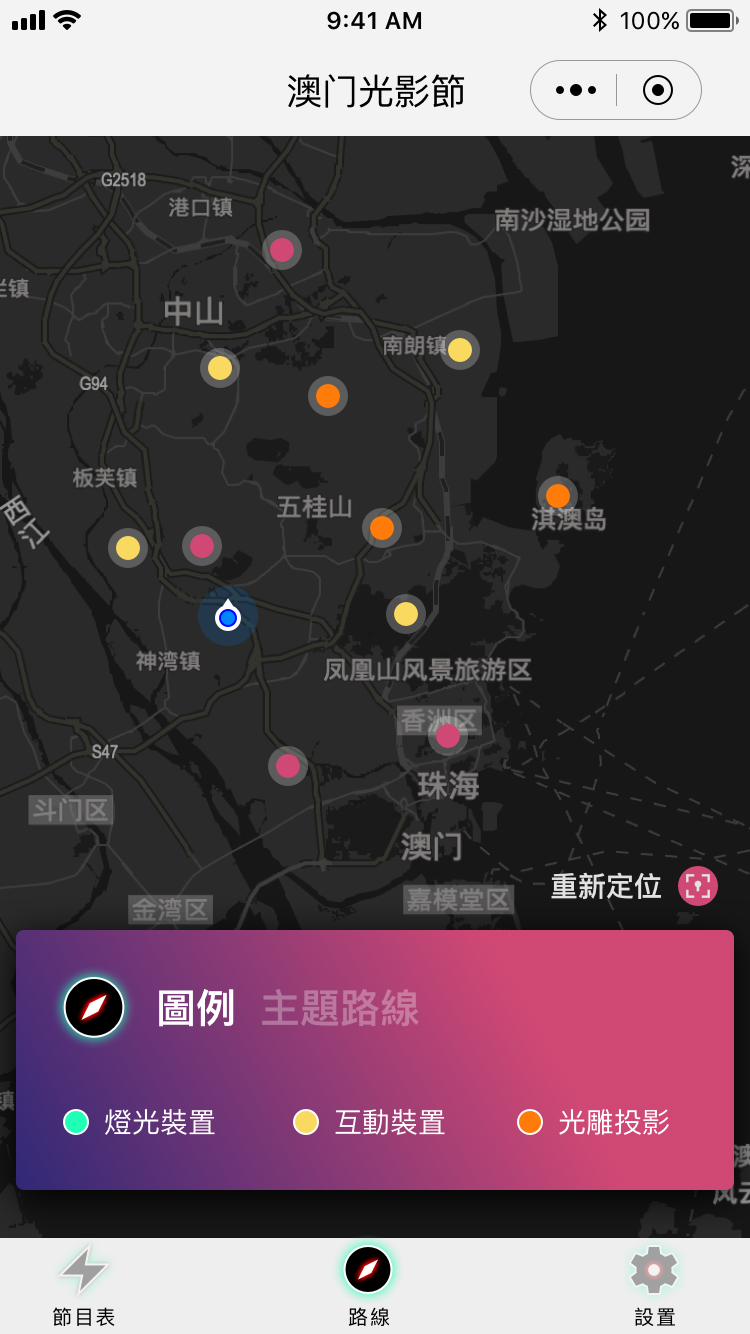 9:41 AM 100%
澳门光影節
G2518
港口镇
南沙湿地公园
中山
南朗镇
G94
板芙镇
五桂山
淇澳岛
西江
神湾镇
凤凰山风景旅游区
香洲区
S47
珠海
斗门区
澳门
重新定位
嘉模堂区
金湾区
圖例 主題路線
燈光裝置 互動裝置 光雕投影
節目表 路線 設置